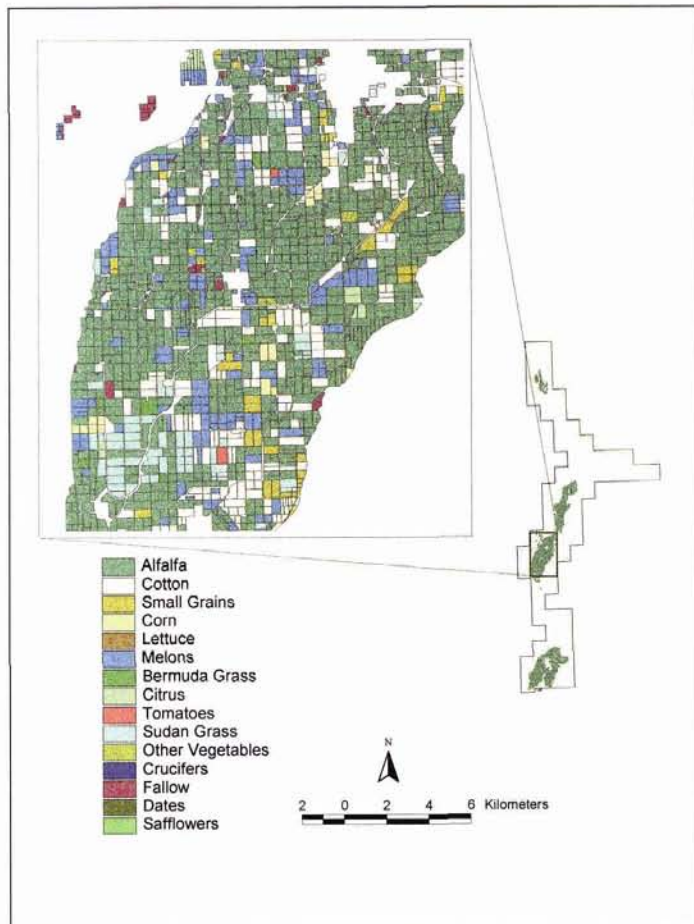 Alfalfa
Cotton
Small Grains
Corn
Lettuce
Melons
Bermuda Grass
Citrus
Tomatoes
Sudan Grass
Other Vegetables
Crucifers
Fallow
Dates
Safflowers
N
2 0 2 4 6 Kilometers